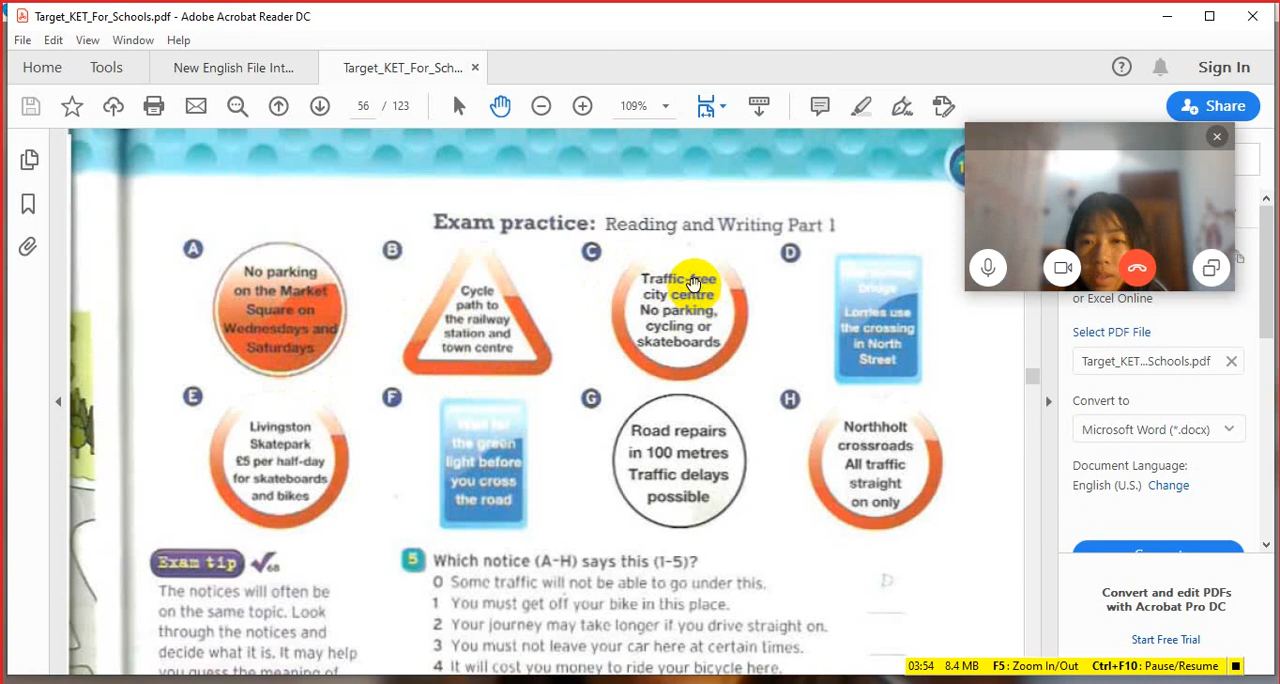 Target_KET_For_Schools.pdf - Adobe Acrobat Reader DC
File Edit View Window Help
Home Tools New English File Int... Target_KET_For_Sch... ×
? Sign In
56 / 123 109% Share
Exam practice: Reading and Writing Part 1
A
No parking
on the Market
Square on
Wednesdays and
Saturdays
B
Cycle
path to
the railway
station and
town centre
C
Traffic-free
city centre
No parking,
cycling or
skateboards
D
bridge
Lorries use
the crossing
in North
Street
E
Livingston
Skatepark
£5 per half-day
for skateboards
and bikes
F
Wait for
the green
light before
you cross
the road
G
Road repairs
in 100 metres
Traffic delays
possible
H
Northholt
crossroads
All traffic
straight
on only
Exam tip
The notices will often be
on the same topic. Look
through the notices and
decide what it is. It may help
you guess the meaning of
5 Which notice (A-H) says this (1-5)?
0 Some traffic will not be able to go under this. D
1 You must get off your bike in this place.
2 Your journey may take longer if you drive straight on.
3 You must not leave your car here at certain times.
4 It will cost you money to ride your bicycle here.
or Excel Online
Select PDF File
Target_KET...Schools.pdf
Convert to
Microsoft Word (*.docx)
Document Language:
English (U.S.) Change
Convert and edit PDFs
with Acrobat Pro DC
Start Free Trial
03:54 8.4 MB F5: Zoom In/Out Ctrl+F10: Pause/Resume